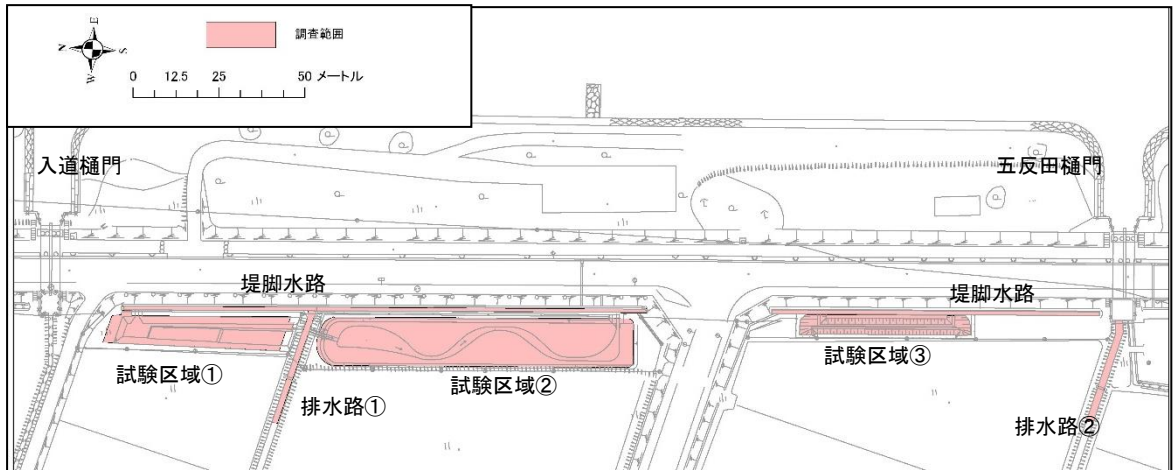 E
N
S
W
調査範囲
0 12.5 25 50 メートル
入道樋門
五反田樋門
堤脚水路
堤脚水路
試験区域①
試験区域②
試験区域③
排水路①
排水路②